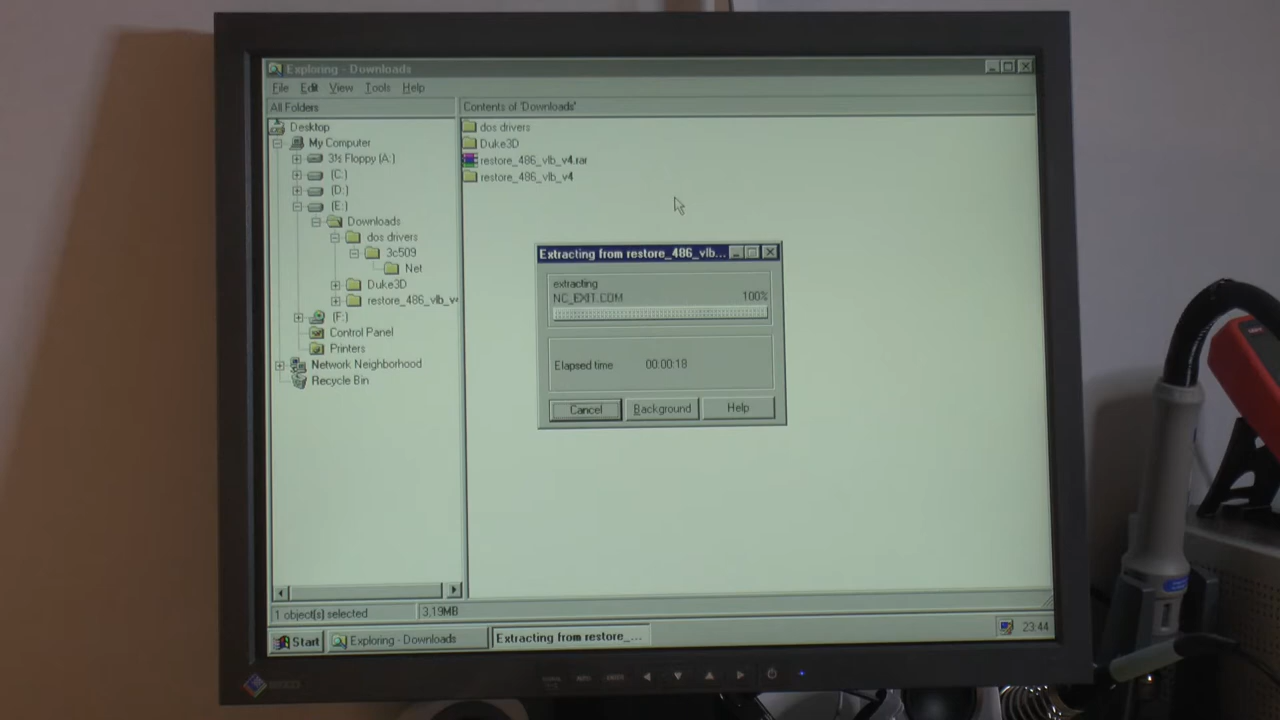 Exploring - Downloads
File Edit View Tools Help
All Folders
Contents of 'Downloads'
Desktop
My Computer
3½ Floppy (A:)
(C:)
(D:)
(E:)
Downloads
dos drivers
3c509
Net
Duke3D
restore_486_vlb_v4
(F:)
Control Panel
Printers
Network Neighborhood
Recycle Bin
dos drivers
Duke3D
restore_486_vlb_v4.rar
restore_486_vlb_v4
Extracting from restore_486_vlb...
extracting
NC_EXIT.COM 100%
Elapsed time 00:00:18
Cancel Background Help
1 object(s) selected 3,19MB
Start Exploring - Downloads Extracting from restore_... 23:44